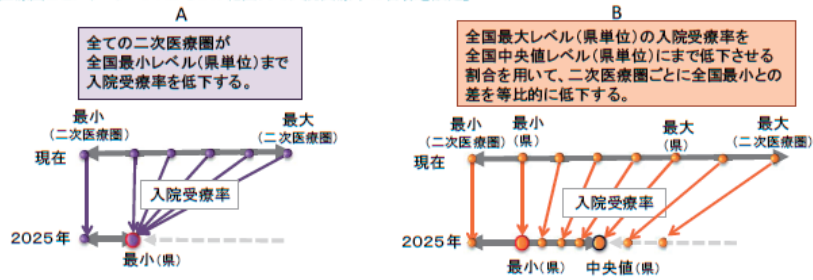 A
全ての二次医療圏が
全国最小レベル(県単位)まで
入院受療率を低下する。
最小
(二次医療圏)
最大
(二次医療圏)
現在
入院受療率
2025年
最小(県)
B
全国最大レベル(県単位)の入院受療率を
全国中央値レベル(県単位)にまで低下させる
割合を用いて、二次医療圏ごとに全国最小との
差を等比的に低下する。
最小
(二次医療圏)
最小
(県)
最大
(県)
最大
(二次医療圏)
現在
入院受療率
2025年
最小(県)
中央値(県)